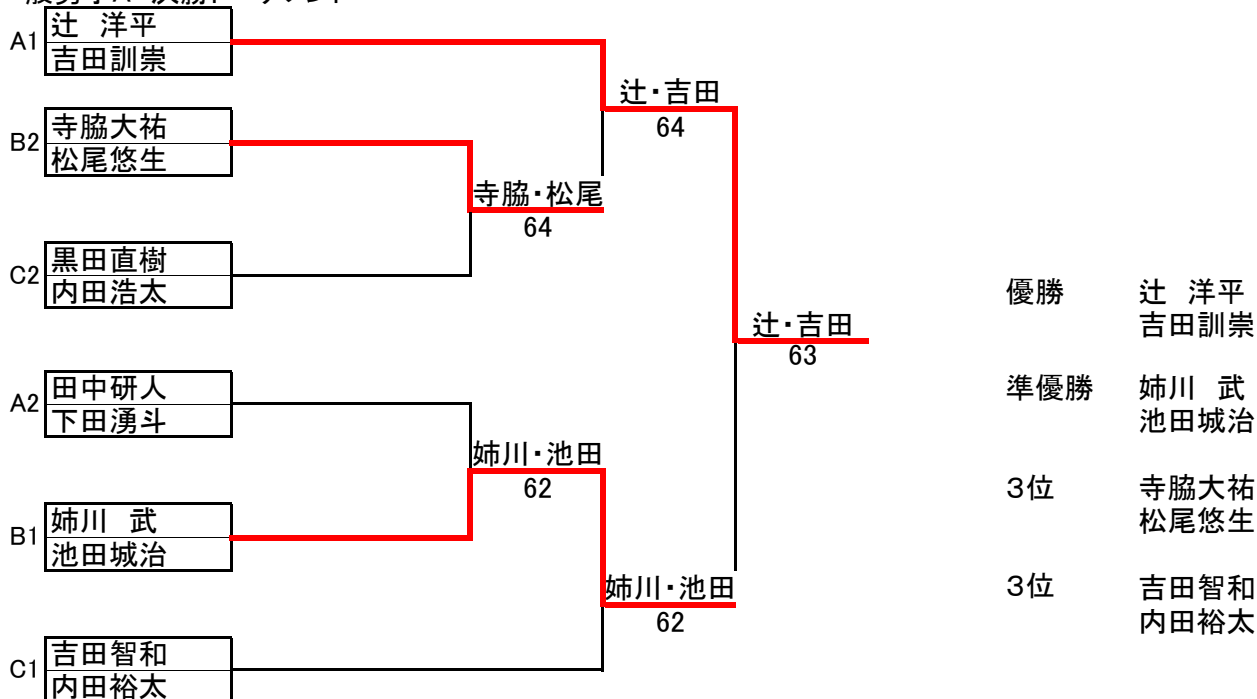 A1
辻　洋平
吉田訓崇
辻・吉田
64
B2
寺脇大祐
松尾悠生
寺脇・松尾
64
C2
黒田直樹
内田浩太
優勝
辻　洋平
吉田訓崇
辻・吉田
63
A2
田中研人
下田湧斗
準優勝
姉川　武
池田城治
姉川・池田
62
3位
寺脇大祐
松尾悠生
B1
姉川　武
池田城治
姉川・池田
62
3位
吉田智和
内田裕太
C1
吉田智和
内田裕太